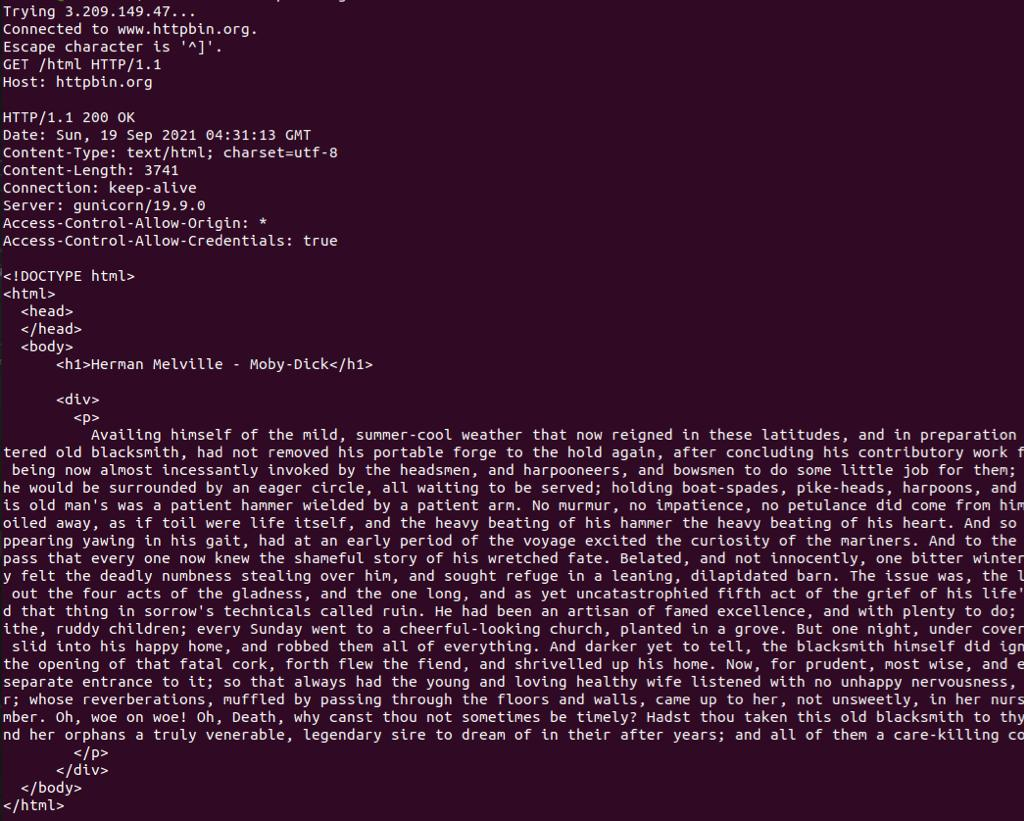 Trying 3.209.149.47...
Connected to www.httpbin.org.
Escape character is '^]'.
GET /html HTTP/1.1
Host: httpbin.org

HTTP/1.1 200 OK
Date: Sun, 19 Sep 2021 04:31:13 GMT
Content-Type: text/html; charset=utf-8
Content-Length: 3741
Connection: keep-alive
Server: gunicorn/19.9.0
Access-Control-Allow-Origin: *
Access-Control-Allow-Credentials: true

<!DOCTYPE html>
<html>
  <head>
  </head>
  <body>
      <h1>Herman Melville - Moby-Dick</h1>

      <div>
        <p>
          Availing himself of the mild, summer-cool weather that now reigned in these latitudes, and in preparation
tered old blacksmith, had not removed his portable forge to the hold again, after concluding his contributory work f
 being now almost incessantly invoked by the headsmen, and harpooneers, and bowsmen to do some little job for them;
he would be surrounded by an eager circle, all waiting to be served; holding boat-spades, pike-heads, harpoons, and
is old man's was a patient hammer wielded by a patient arm. No murmur, no impatience, no petulance did come from him
oiled away, as if toil were life itself, and the heavy beating of his hammer the heavy beating of his heart. And so
ppearing yawing in his gait, had at an early period of the voyage excited the curiosity of the mariners. And to the
pass that every one now knew the shameful story of his wretched fate. Belated, and not innocently, one bitter winter
y felt the deadly numbness stealing over him, and sought refuge in a leaning, dilapidated barn. The issue was, the l
 out the four acts of the gladness, and the one long, and as yet uncatastrophied fifth act of the grief of his life'
d that thing in sorrow's technicals called ruin. He had been an artisan of famed excellence, and with plenty to do;
ithe, ruddy children; every Sunday went to a cheerful-looking church, planted in a grove. But one night, under cover
 slid into his happy home, and robbed them all of everything. And darker yet to tell, the blacksmith himself did ign
the opening of that fatal cork, forth flew the fiend, and shrivelled up his home. Now, for prudent, most wise, and e
separate entrance to it; so that always had the young and loving healthy wife listened with no unhappy nervousness,
r; whose reverberations, muffled by passing through the floors and walls, came up to her, not unsweetly, in her nurs
mber. Oh, woe on woe! Oh, Death, why canst thou not sometimes be timely? Hadst thou taken this old blacksmith to thy
nd her orphans a truly venerable, legendary sire to dream of in their after years; and all of them a care-killing co
        </p>
      </div>
  </body>
</html>